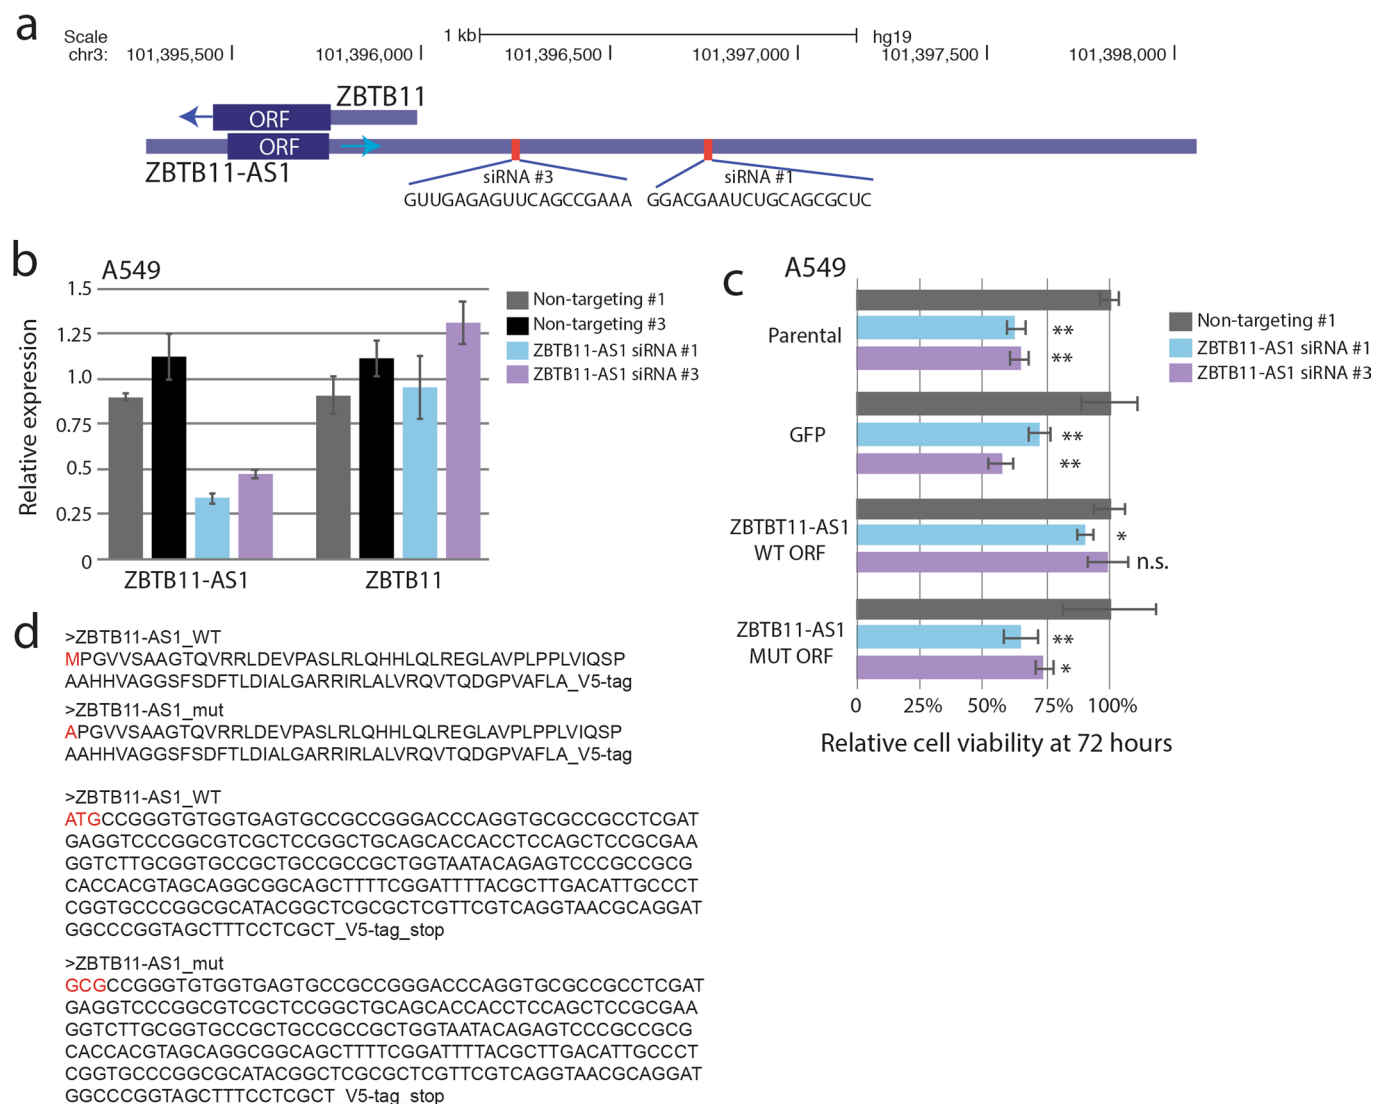 a
Scale 1 kb hg19
chr3: 101,395,500 101,396,000 101,396,500 101,397,000 101,397,500 101,398,000
ZBTB11
ORF
ORF
ZBTB11-AS1
siRNA #3 siRNA #1
GUUGAGAGUUCAGCCGAAA GGACGAAUCUGCAGCGCUC
b
A549
Relative expression
1.5
1.25
1.0
0.75
0.5
0.25
0
ZBTB11-AS1 ZBTB11
Non-targeting #1
Non-targeting #3
ZBTB11-AS1 siRNA #1
ZBTB11-AS1 siRNA #3
c
A549
Parental
**
**
GFP
**
**
ZBTBT11-AS1
WT ORF
*
n.s.
ZBTB11-AS1
MUT ORF
**
*
0 25% 50% 75% 100%
Relative cell viability at 72 hours
Non-targeting #1
ZBTB11-AS1 siRNA #1
ZBTB11-AS1 siRNA #3
d
>ZBTB11-AS1_WT
MPGVVSAAGTQVRRLDEVPASLRLQHHLQLREGLAVPLPPLVIQSP
AAHHVAGGSFSDFTLDIALGARRIRLALVRQVTQDGPVAFLA_V5-tag
>ZBTB11-AS1_mut
APGVVSAAGTQVRRLDEVPASLRLQHHLQLREGLAVPLPPLVIQSP
AAHHVAGGSFSDFTLDIALGARRIRLALVRQVTQDGPVAFLA_V5-tag
>ZBTB11-AS1_WT
ATGCCGGGTGTGGTGAGTGCCGCCGGGACCCAGGTGCGCCGCCTCGAT
GAGGTCCCGGCGTCGCTCCGGCTGCAGCACCACCTCCAGCTCCGCGAA
GGTCTTGCGGTGCCGCTGCCGCCGCTGGTAATACAGAGTCCCGCCGCG
CACCACGTAGCAGGCGGCAGCTTTTCGGATTTTACGCTTGACATTGCCCT
CGGTGCCCGGCGCATACGGCTCGCGCTCGTTCGTCAGGTAACGCAGGAT
GGCCCGGTAGCTTTCCTCGCT_V5-tag_stop
>ZBTB11-AS1_mut
GCGCCGGGTGTGGTGAGTGCCGCCGGGACCCAGGTGCGCCGCCTCGAT
GAGGTCCCGGCGTCGCTCCGGCTGCAGCACCACCTCCAGCTCCGCGAA
GGTCTTGCGGTGCCGCTGCCGCCGCTGGTAATACAGAGTCCCGCCGCG
CACCACGTAGCAGGCGGCAGCTTTTCGGATTTTACGCTTGACATTGCCCT
CGGTGCCCGGCGCATACGGCTCGCGCTCGTTCGTCAGGTAACGCAGGAT
GGCCCGGTAGCTTTCCTCGCT_V5-tag_stop